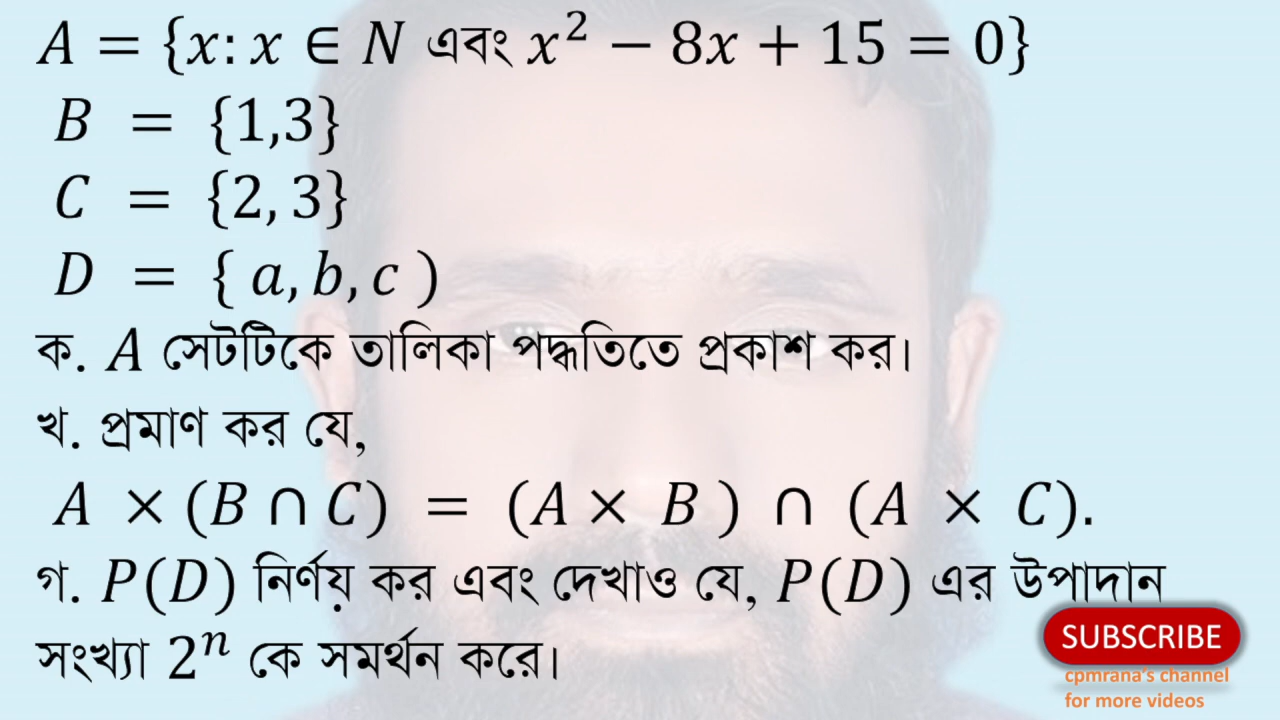 A = {x: x ∈ N এবং x² − 8x + 15 = 0}
B = {1,3}
C = {2, 3}
D = { a, b, c )
ক. A সেটটিকে তালিকা পদ্ধতিতে প্রকাশ কর।
খ. প্রমাণ কর যে,
A × (B ∩ C) = (A × B ) ∩ (A × C).
গ. P(D) নির্ণয় কর এবং দেখাও যে, P(D) এর উপাদান
সংখ্যা 2ⁿ কে সমর্থন করে।
SUBSCRIBE
cpmrana's channel
for more videos